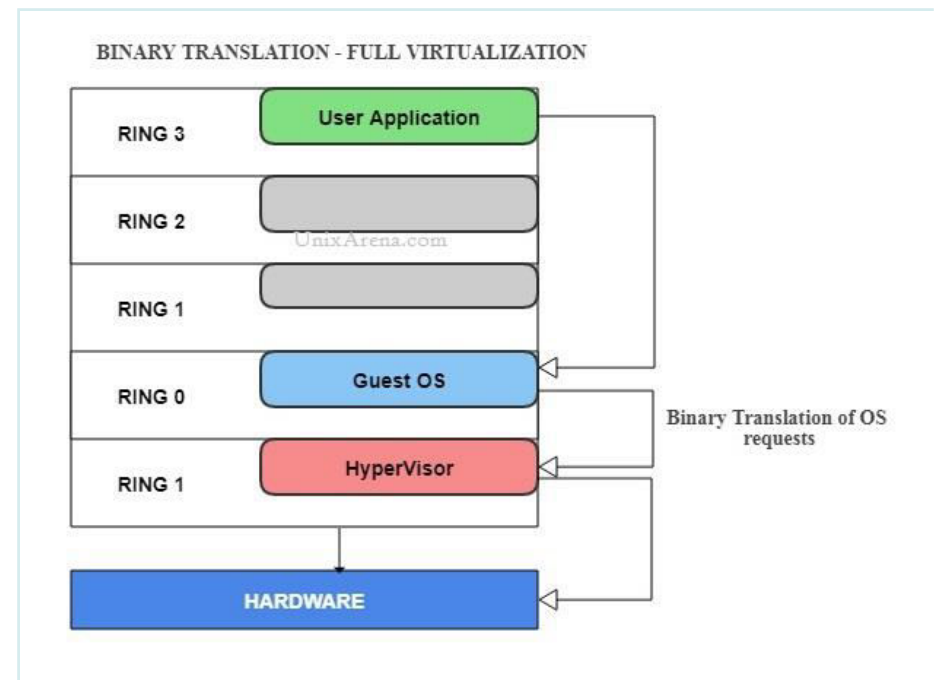 BINARY TRANSLATION - FULL VIRTUALIZATION
RING 3
User Application
RING 2
UnixArena.com
RING 1
RING 0
Guest OS
Binary Translation of OS
requests
RING 1
HyperVisor
HARDWARE